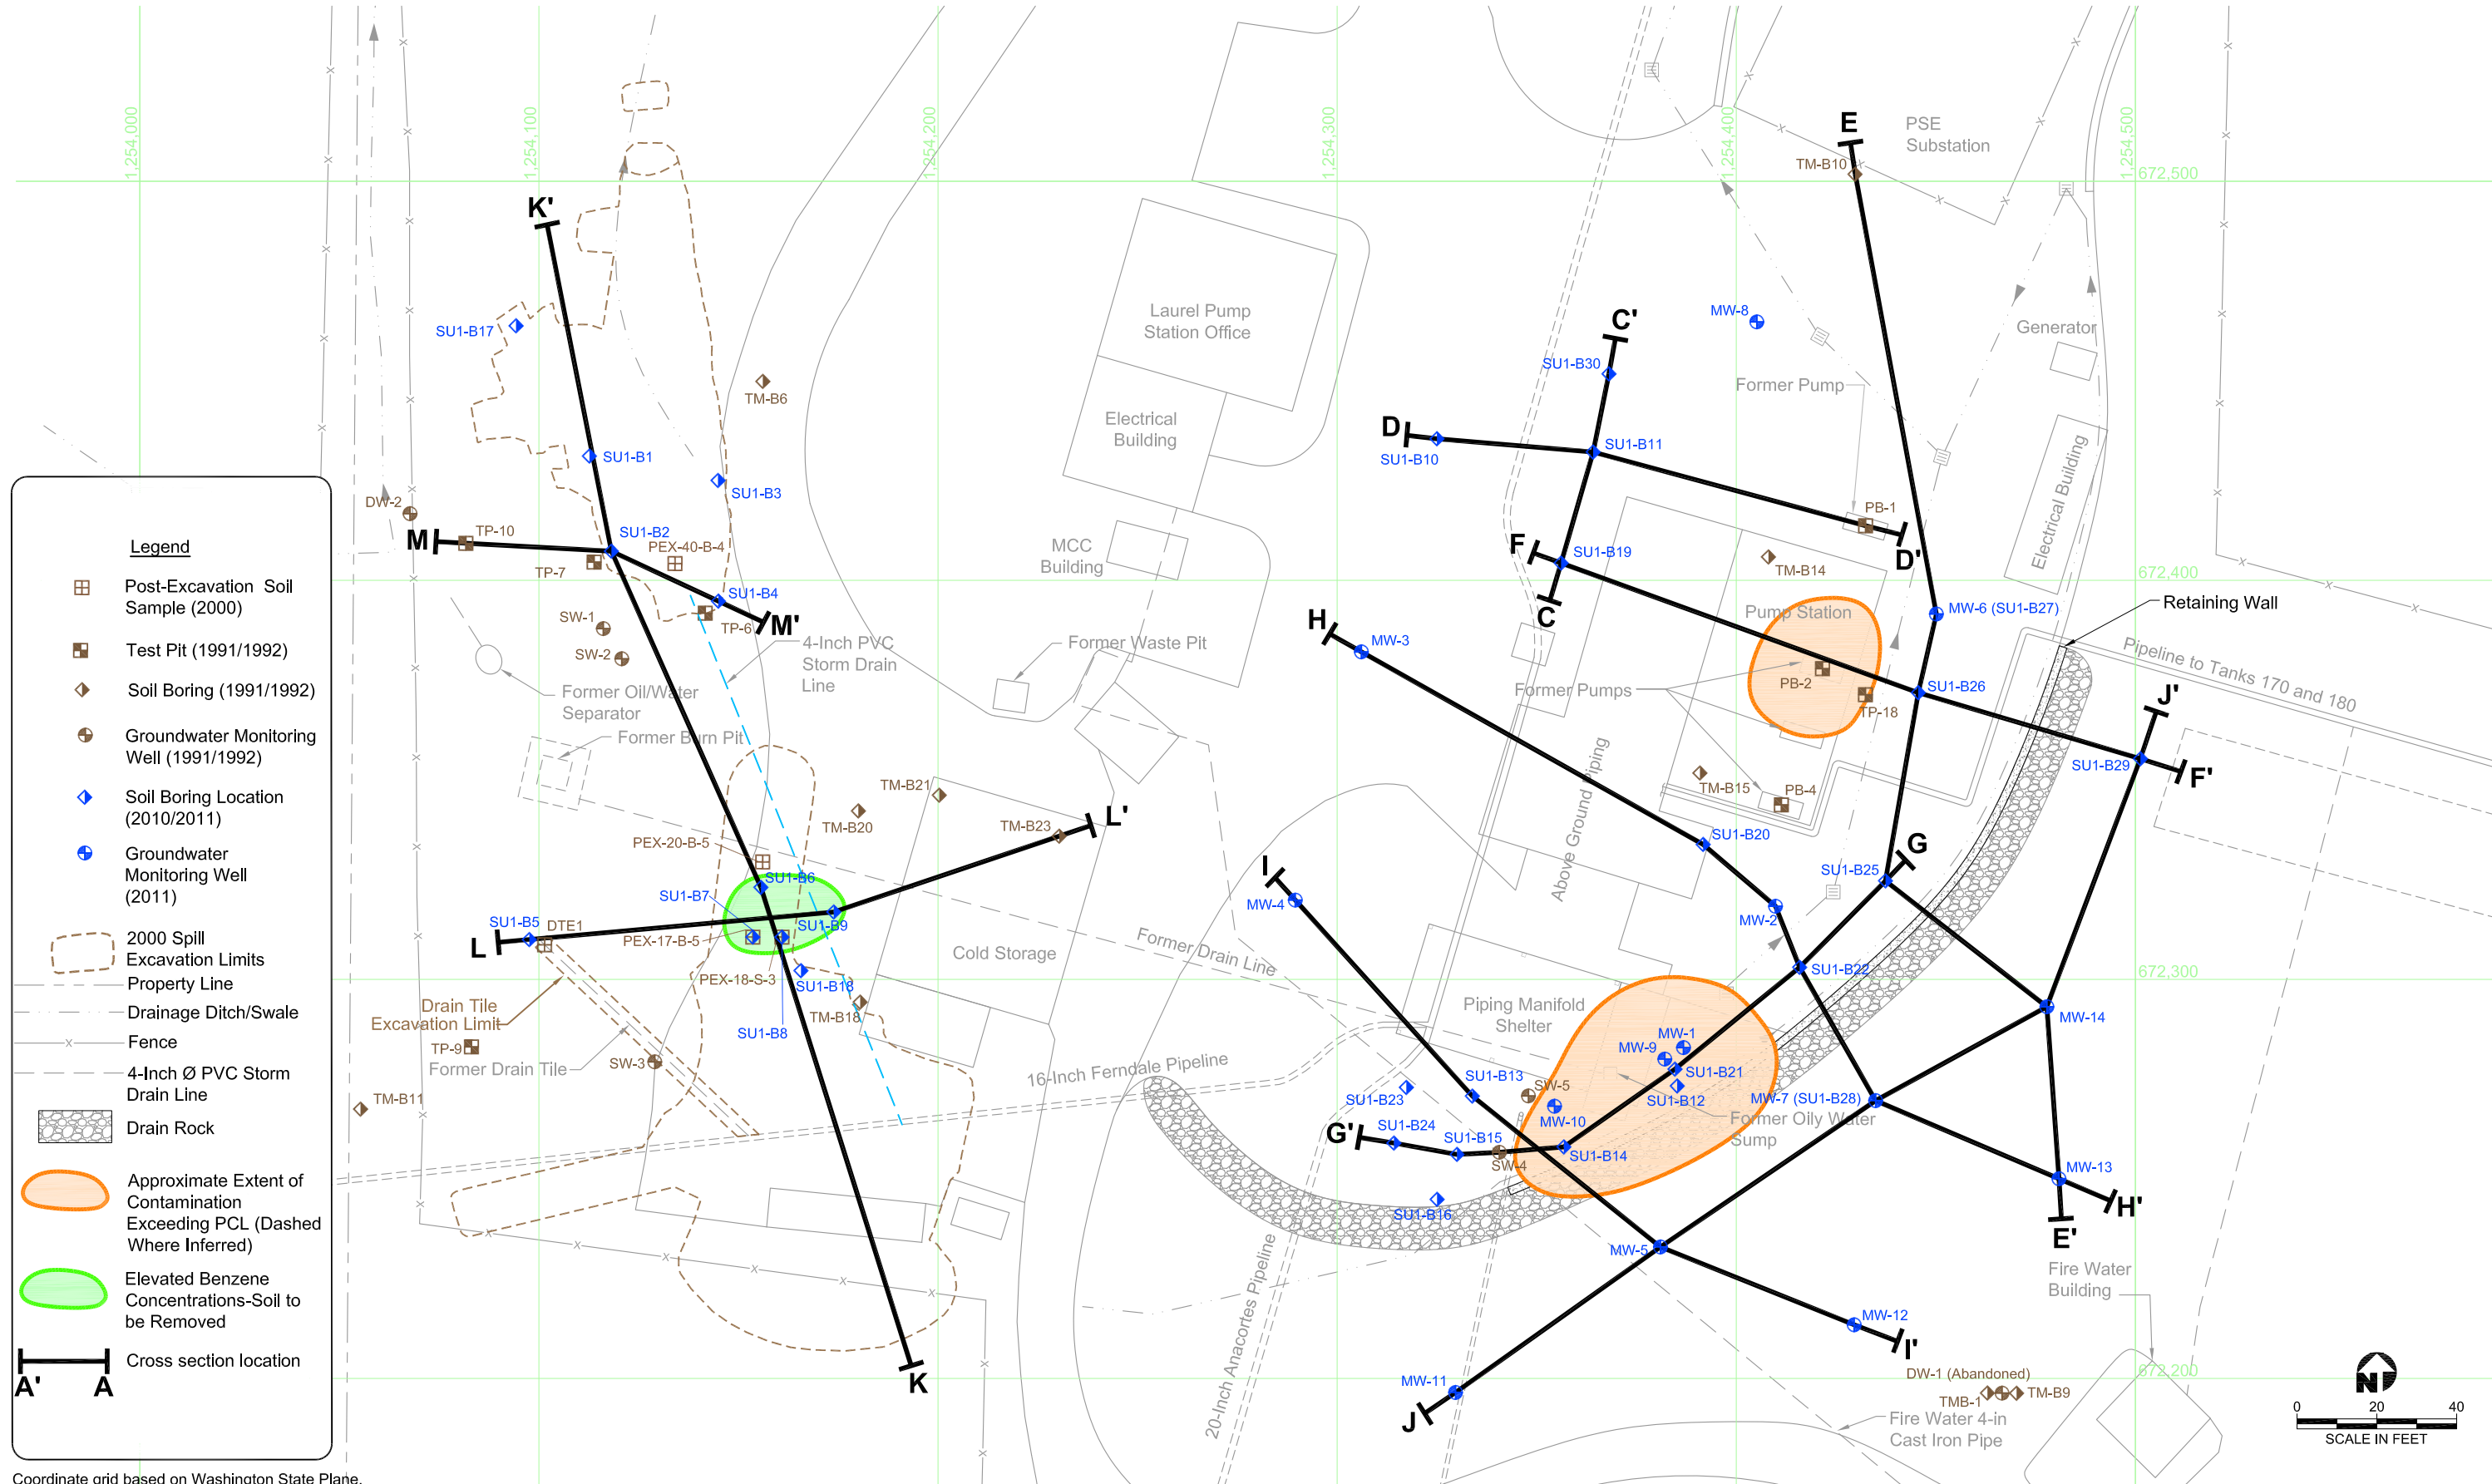 1,254,000
1,254,100
1,254,200
1,254,300
1,254,400
1,254,500
672,500
672,400
672,300
672,200
E
PSE
Substation
TM-B10
K'
SU1-B17
Laurel Pump
Station Office
MW-8
C'
Generator
SU1-B30
TM-B6
Former Pump
Electrical
Building
D
SU1-B10
SU1-B11
SU1-B1
SU1-B3
Electrical Building
DW-2
PB-1
TP-10
M
SU1-B2
PEX-40-B-4
TP-7
MCC
Building
F
SU1-B19
D'
TM-B14
SU1-B4
C
Pump Station
MW-6 (SU1-B27)
Retaining Wall
SW-1
TP-6
M'
H
MW-3
SW-2
4-Inch PVC
Storm Drain
Line
Former Waste Pit
Pipeline to Tanks 170 and 180
PB-2
SU1-B26
Former Oil/Water
Separator
Former Pumps
TP-18
J'
Former Burn Pit
SU1-B29
F'
Above Ground Piping
TM-B15
PB-4
TM-B21
TM-B20
TM-B23
L'
PEX-20-B-5
SU1-B20
G
I
SU1-B6
SU1-B25
SU1-B7
MW-4
MW-2
SU1-B5
DTE1
SU1-B9
L
PEX-17-B-5
Cold Storage
Former Drain Line
SU1-B22
PEX-18-S-3
SU1-B18
Drain Tile
Excavation Limit
TM-B18
Piping Manifold
Shelter
MW-14
SU1-B8
MW-1
TP-9
MW-9
Former Drain Tile
SW-3
16-Inch Ferndale Pipeline
SU1-B13
SU1-B21
TM-B11
SU1-B23
SW-5
SU1-B12
MW-7 (SU1-B28)
MW-10
Former Oily Water
Sump
G'
SU1-B24
SU1-B15
SU1-B14
SW-4
MW-13
H'
SU1-B16
E'
MW-5
20-Inch Anacortes Pipeline
Fire Water
Building
MW-12
I'
K
MW-11
J
DW-1 (Abandoned)
TMB-1
TM-B9
Fire Water 4-in
Cast Iron Pipe
N
0 20 40
SCALE IN FEET
Legend
Post-Excavation Soil
Sample (2000)
Test Pit (1991/1992)
Soil Boring (1991/1992)
Groundwater Monitoring
Well (1991/1992)
Soil Boring Location
(2010/2011)
Groundwater
Monitoring Well
(2011)
2000 Spill
Excavation Limits
Property Line
Drainage Ditch/Swale
Fence
4-Inch Ø PVC Storm
Drain Line
Drain Rock
Approximate Extent of
Contamination
Exceeding PCL (Dashed
Where Inferred)
Elevated Benzene
Concentrations-Soil to
be Removed
Cross section location
A' A
Coordinate grid based on Washington State Plane.